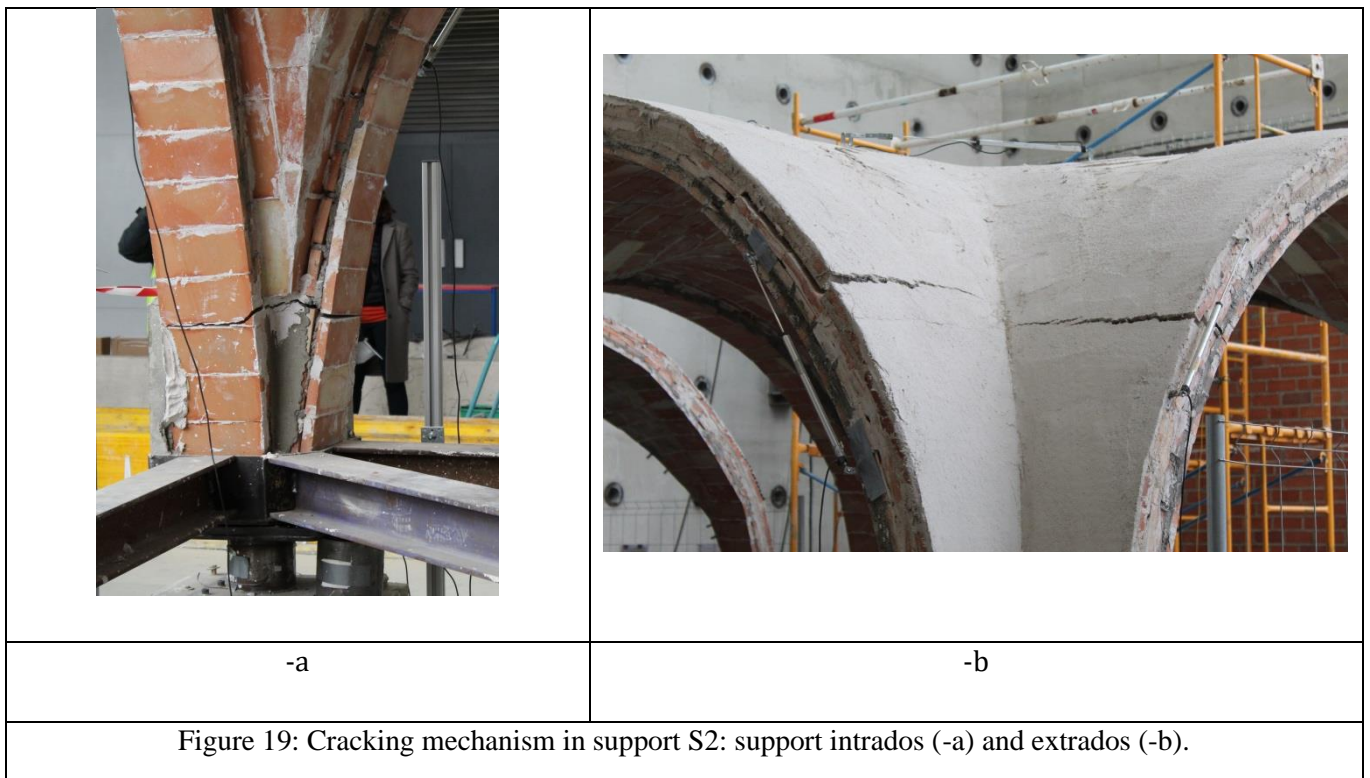 -a
-b
Figure 19: Cracking mechanism in support S2: support intrados (-a) and extrados (-b).